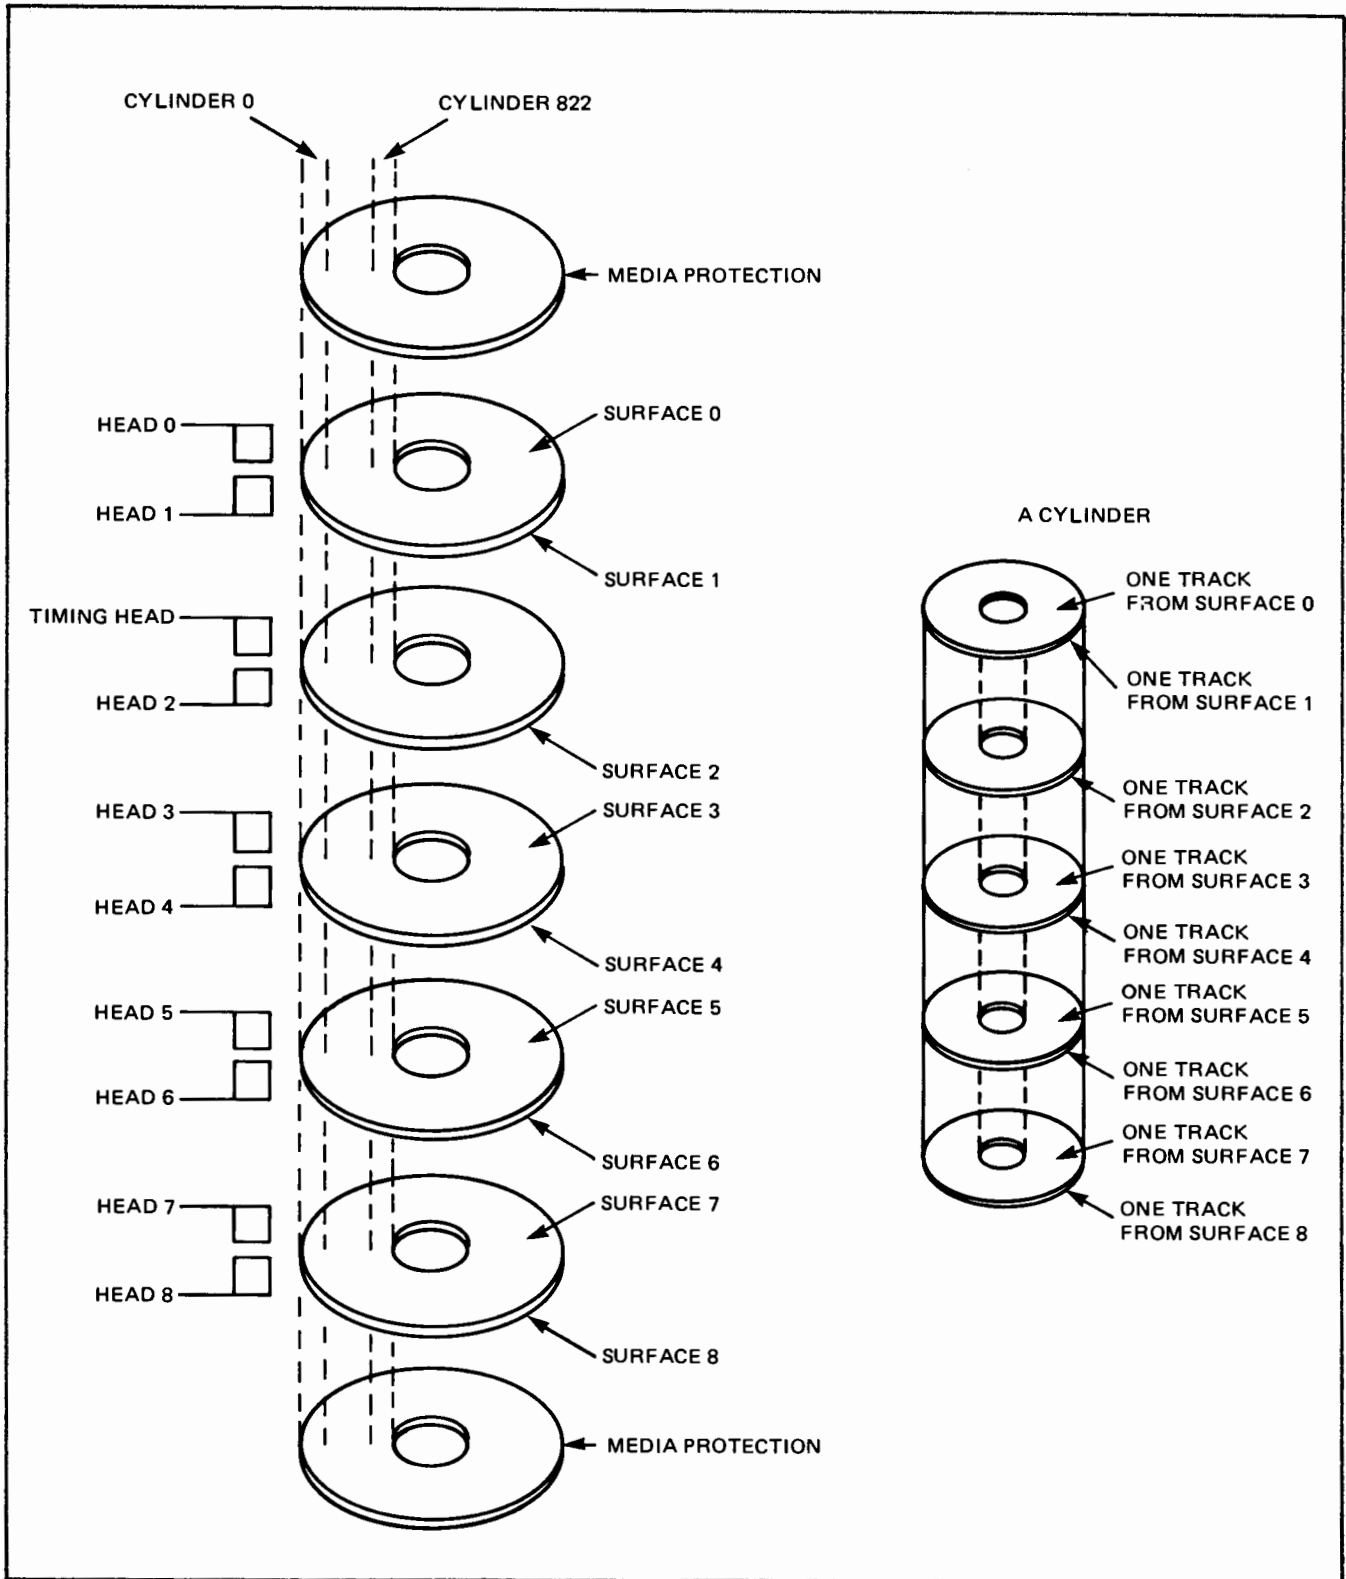 CYLINDER 0
CYLINDER 822
MEDIA PROTECTION
HEAD 0
SURFACE 0
HEAD 1
SURFACE 1
TIMING HEAD
HEAD 2
SURFACE 2
HEAD 3
SURFACE 3
HEAD 4
SURFACE 4
HEAD 5
SURFACE 5
HEAD 6
SURFACE 6
HEAD 7
SURFACE 7
HEAD 8
SURFACE 8
MEDIA PROTECTION
A CYLINDER
ONE TRACK
FROM SURFACE 0
ONE TRACK
FROM SURFACE 1
ONE TRACK
FROM SURFACE 2
ONE TRACK
FROM SURFACE 3
ONE TRACK
FROM SURFACE 4
ONE TRACK
FROM SURFACE 5
ONE TRACK
FROM SURFACE 6
ONE TRACK
FROM SURFACE 7
ONE TRACK
FROM SURFACE 8